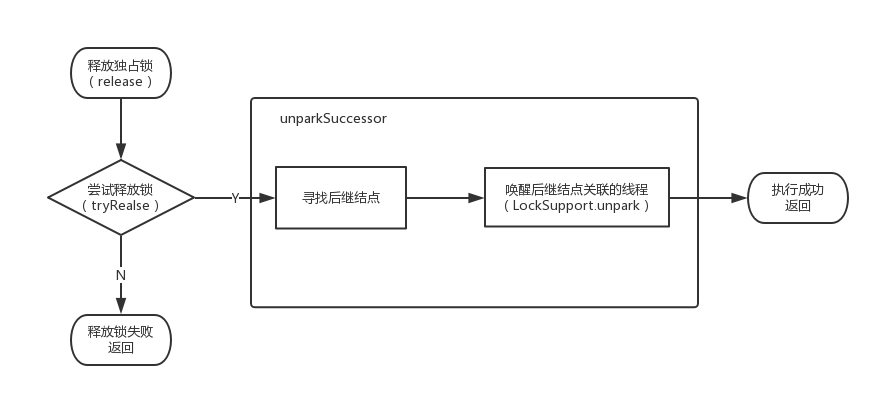 释放独占锁
（release）
unparkSuccessor
尝试释放锁
（tryRealse）
Y
寻找后继结点
唤醒后继结点关联的线程
（LockSupport.unpark）
执行成功
返回
N
释放锁失败
返回